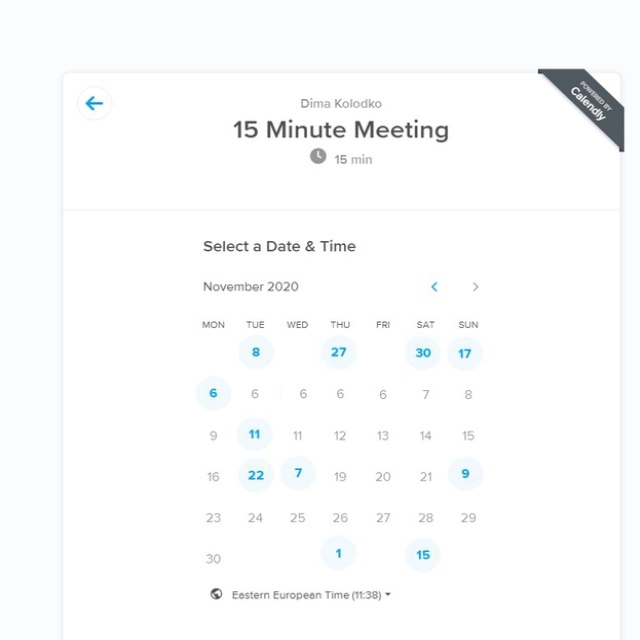 POWERED BY
Calendly
Dima Kolodko
15 Minute Meeting
15 min
Select a Date & Time
November 2020
MON TUE WED THU FRI SAT SUN
8 27 30 17
6 6 6 6 6 7 8
9 11 11 12 13 14 15
16 22 7 19 20 21 9
23 24 25 26 27 28 29
30 1 15
Eastern European Time (11:38)